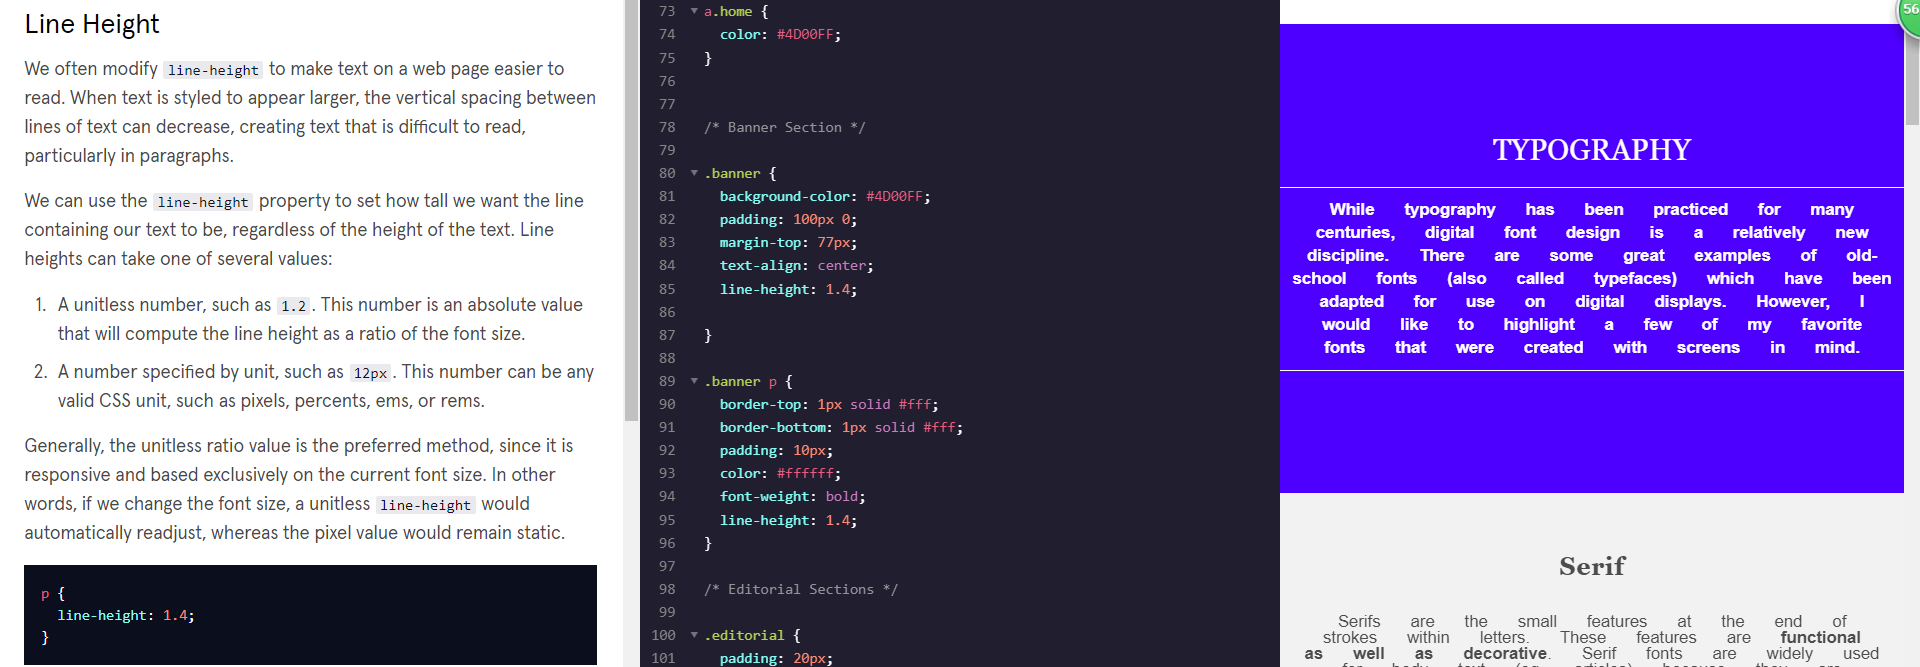 Line Height
We often modify line-height to make text on a web page easier to
read. When text is styled to appear larger, the vertical spacing between
lines of text can decrease, creating text that is difficult to read,
particularly in paragraphs.
We can use the line-height property to set how tall we want the line
containing our text to be, regardless of the height of the text. Line
heights can take one of several values:
1. A unitless number, such as 1.2. This number is an absolute value
that will compute the line height as a ratio of the font size.
2. A number specified by unit, such as 12px. This number can be any
valid CSS unit, such as pixels, percents, ems, or rems.
Generally, the unitless ratio value is the preferred method, since it is
responsive and based exclusively on the current font size. In other
words, if we change the font size, a unitless line-height would
automatically readjust, whereas the pixel value would remain static.
p {
line-height: 1.4;
}
73 a.home {
74 color: #4D00FF;
75 }
76
77
78 /* Banner Section */
79
80 .banner {
81 background-color: #4D00FF;
82 padding: 100px 0;
83 margin-top: 77px;
84 text-align: center;
85 line-height: 1.4;
86
87 }
88
89 .banner p {
90 border-top: 1px solid #fff;
91 border-bottom: 1px solid #fff;
92 padding: 10px;
93 color: #ffffff;
94 font-weight: bold;
95 line-height: 1.4;
96 }
97
98 /* Editorial Sections */
99
100 .editorial {
101 padding: 20px;
56
TYPOGRAPHY
While typography has been practiced for many
centuries, digital font design is a relatively new
discipline. There are some great examples of old-
school fonts (also called typefaces) which have been
adapted for use on digital displays. However, I
would like to highlight a few of my favorite
fonts that were created with screens in mind.
Serif
Serifs are the small features at the end of
strokes within letters. These features are functional
as well as decorative. Serif fonts are widely used